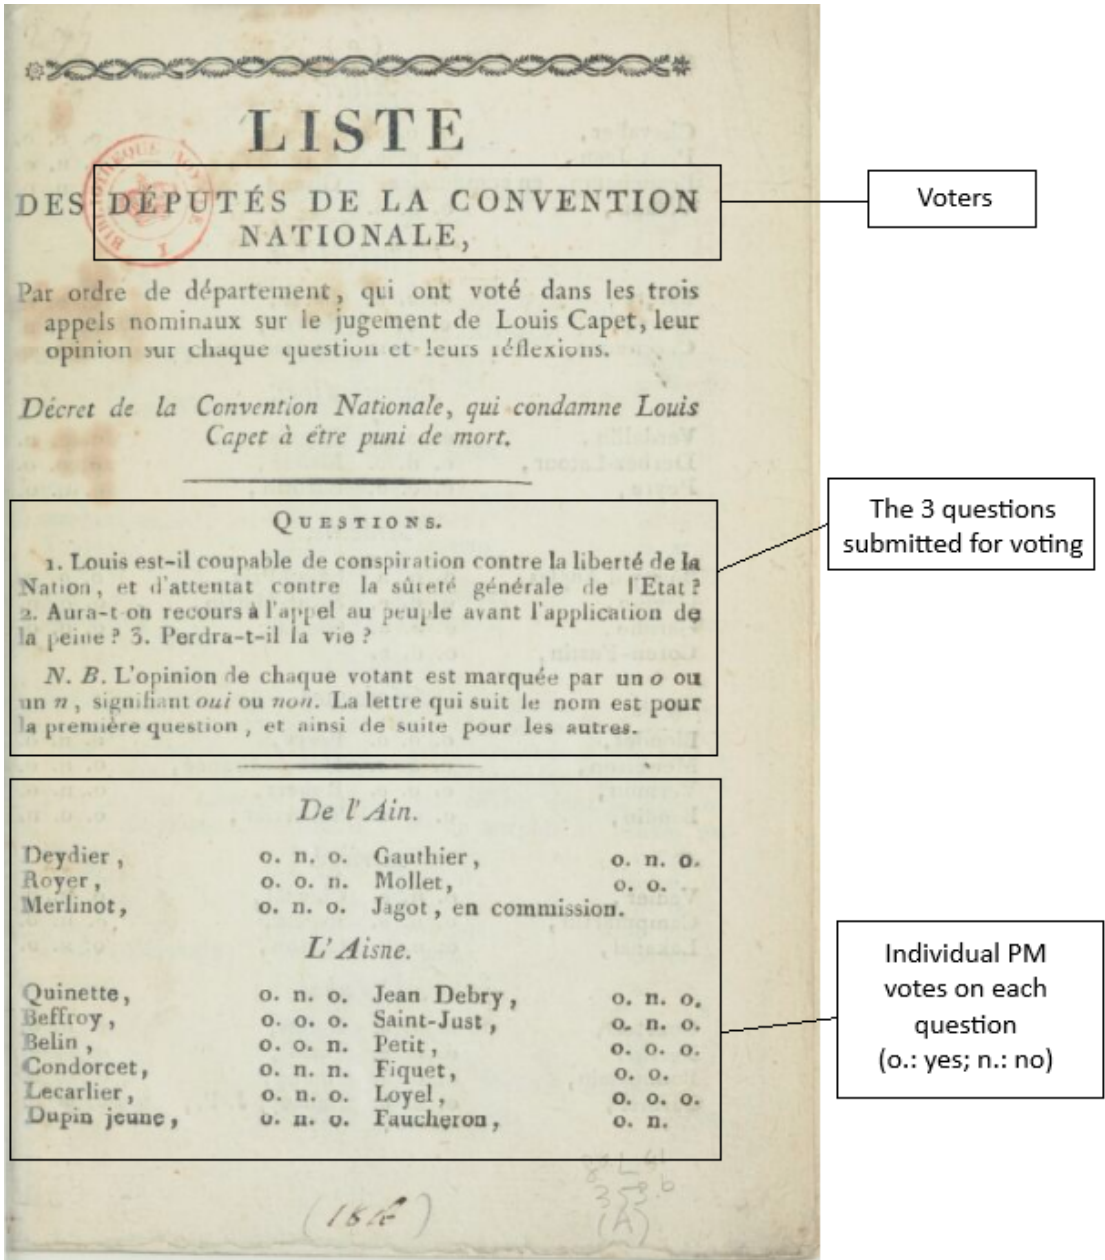 LISTE
DES DÉPUTÉS DE LA CONVENTION
NATIONALE,
Voters
Par ordre de département, qui ont voté dans les trois
appels nominaux sur le jugement de Louis Capet, leur
opinion sur chaque question et leurs réflexions.
Décret de la Convention Nationale, qui condamne Louis
Capet à être puni de mort.
QUESTIONS.
1. Louis est-il coupable de conspiration contre la liberté de la
Nation, et d'attentat contre la sûreté générale de l'Etat?
2. Aura-t-on recours à l'appel au peuple avant l'application de
la peine? 3. Perdra-t-il la vie?
N. B. L'opinion de chaque votant est marquée par un o ou
un n, signifiant oui ou non. La lettre qui suit le nom est pour
la première question, et ainsi de suite pour les autres.
The 3 questions
submitted for voting
De l'Ain.
Deydier, o. n. o. Gauthier, o. n. o.
Royer, o. o. n. Mollet, o. o.
Merlinot, o. n. o. Jagot, en commission.
L'Aisne.
Quinette, o. n. o. Jean Debry, o. n. o.
Beffroy, o. o. o. Saint-Just, o. n. o.
Belin, o. o. n. Petit, o. o. o.
Condorcet, o. n. n. Fiquet, o. o.
Lecarlier, o. n. o. Loyel, o. o. o.
Dupin jeune, o. n. o. Faucheron, o. n.
Individual PM
votes on each
question
(o.: yes; n.: no)